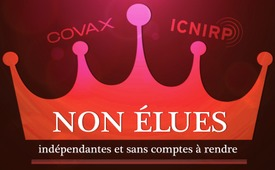 COVAX
ICNIRP
NON ÉLUES
indépendantes et sans comptes à rendre